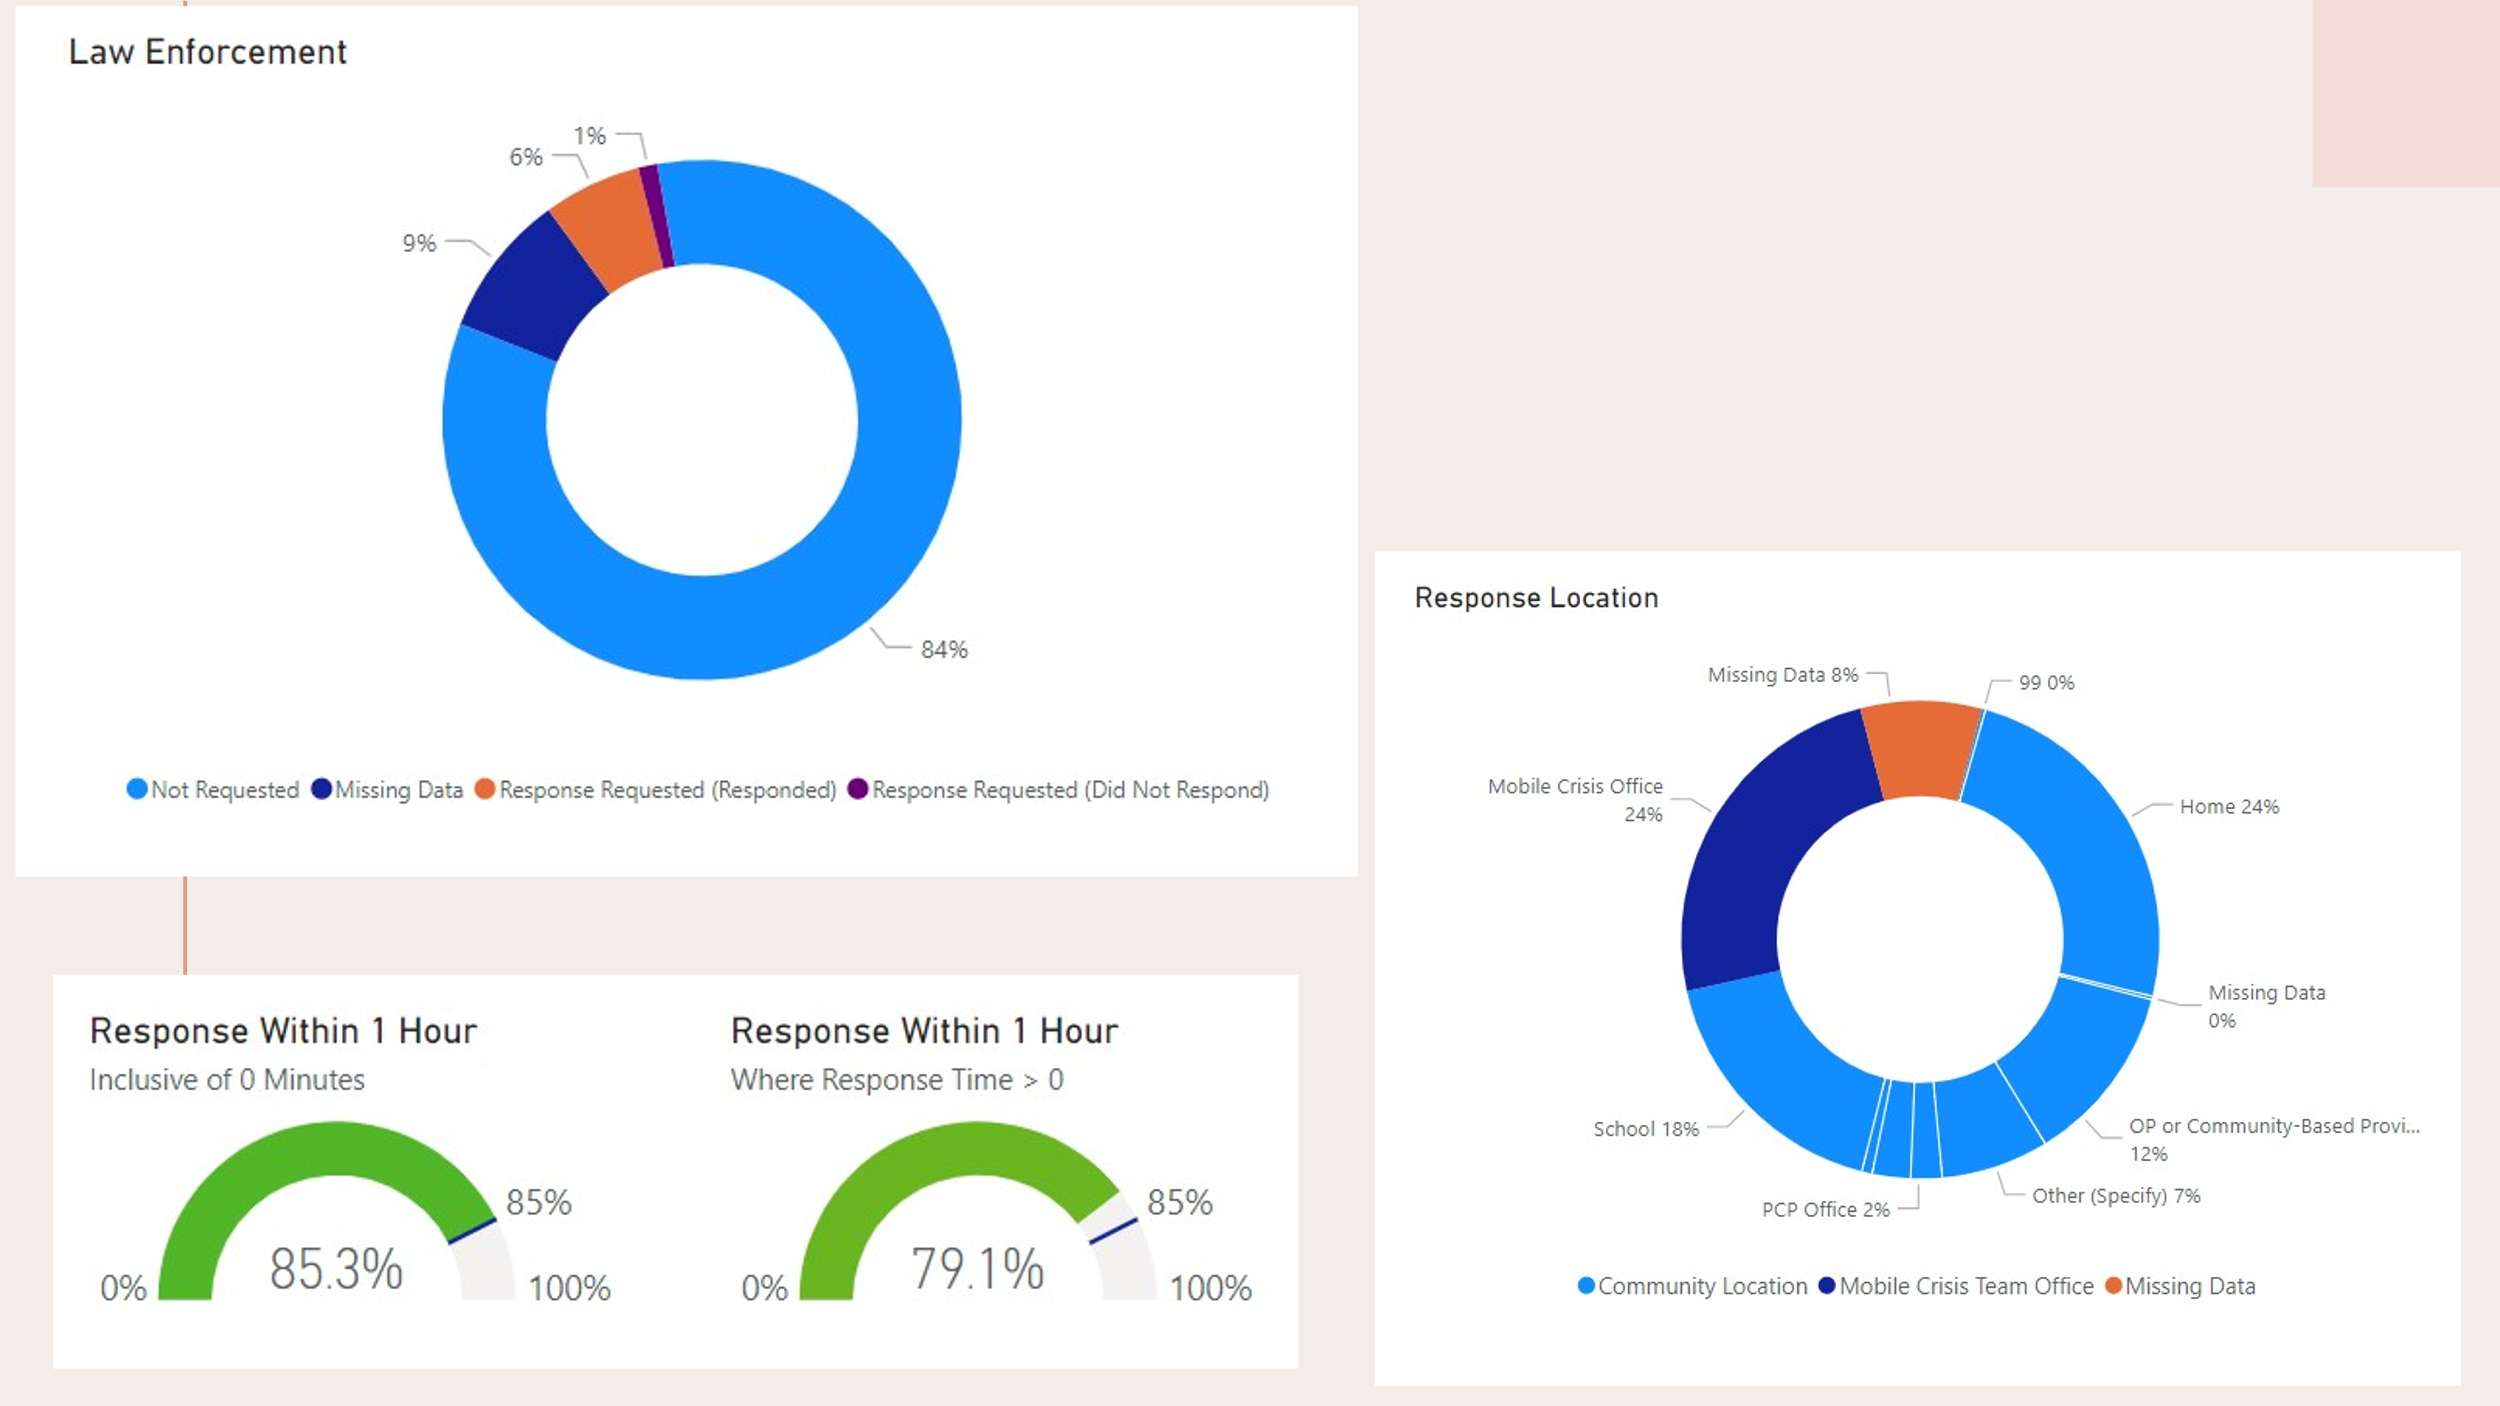 Law Enforcement
1%
6%
9%
84%
Not Requested Missing Data Response Requested (Responded) Response Requested (Did Not Respond)
Response Within 1 Hour
Inclusive of 0 Minutes
85%
85.3%
0%
100%
Response Within 1 Hour
Where Response Time > 0
85%
79.1%
0%
100%
Response Location
Missing Data 8%
99 0%
Mobile Crisis Office
24%
Home 24%
Missing Data
0%
School 18%
OP or Community-Based Provi...
12%
Other (Specify) 7%
PCP Office 2%
Community Location Mobile Crisis Team Office Missing Data